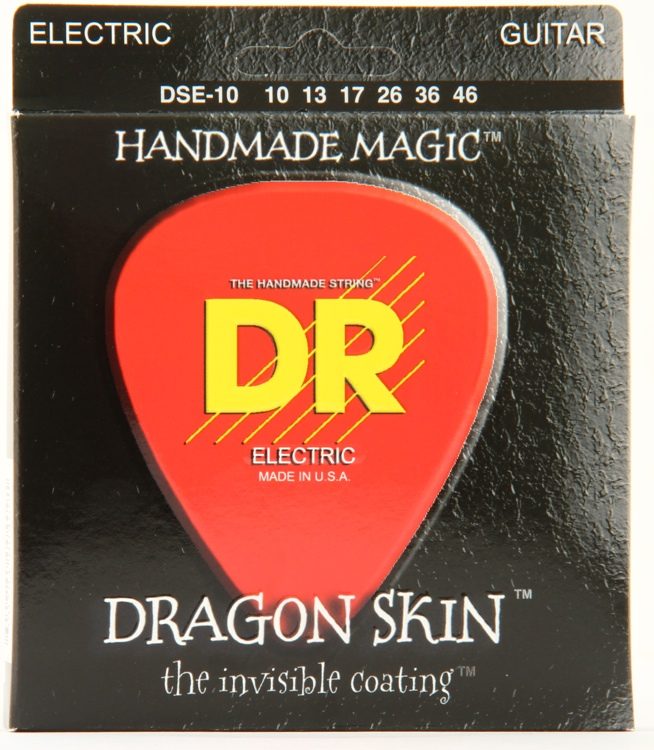 ELECTRIC GUITAR
DSE-10 10 13 17 26 36 46
HANDMADE MAGIC™
THE HANDMADE STRING™
DR
ELECTRIC
MADE IN U.S.A.
DRAGON SKIN™
the invisible coating™